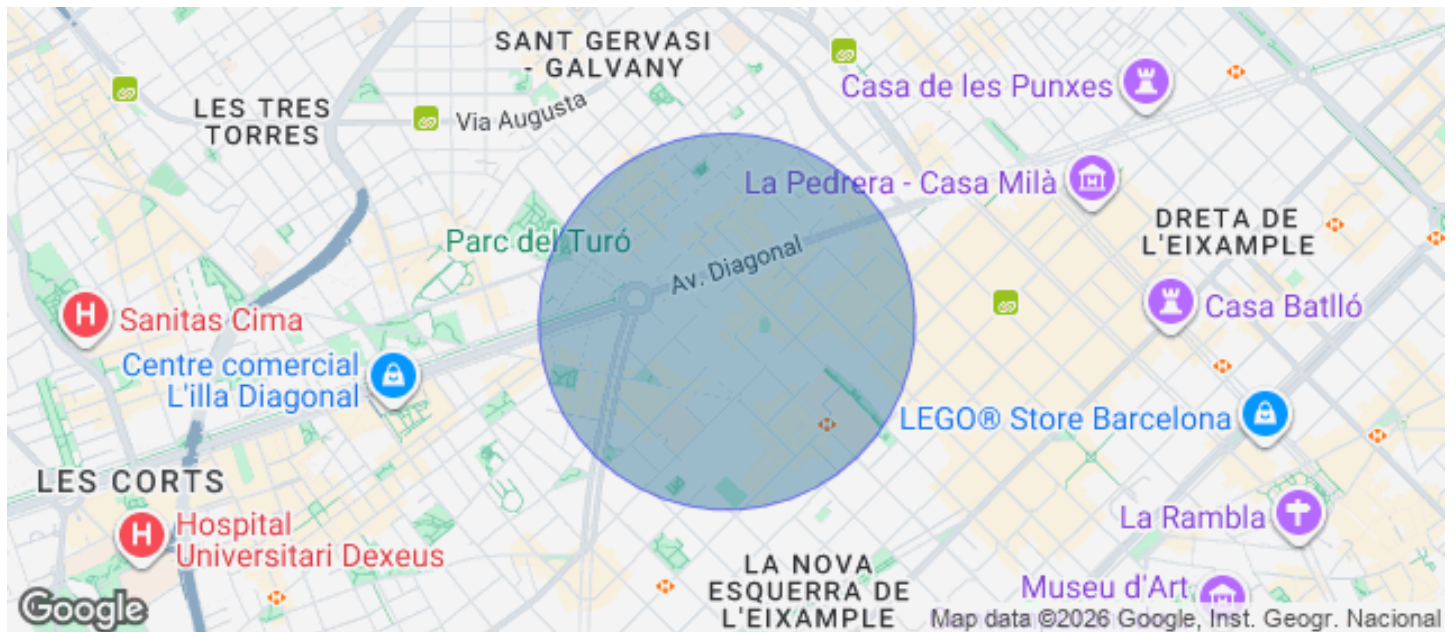 SANT GERVASI
- GALVANY
Casa de les Punxes
LES TRES
TORRES
Via Augusta
La Pedrera - Casa Milà
DRETA DE
L'EIXAMPLE
Parc del Turó
Av. Diagonal
Sanitas Cima
Casa Batlló
Centre comercial
L'illa Diagonal
LEGO® Store Barcelona
LES CORTS
La Rambla
Hospital
Universitari Dexeus
LA NOVA
ESQUERRA DE
L'EIXAMPLE
Museu d'Art
Google
Map data ©2026 Google, Inst. Geogr. Nacional